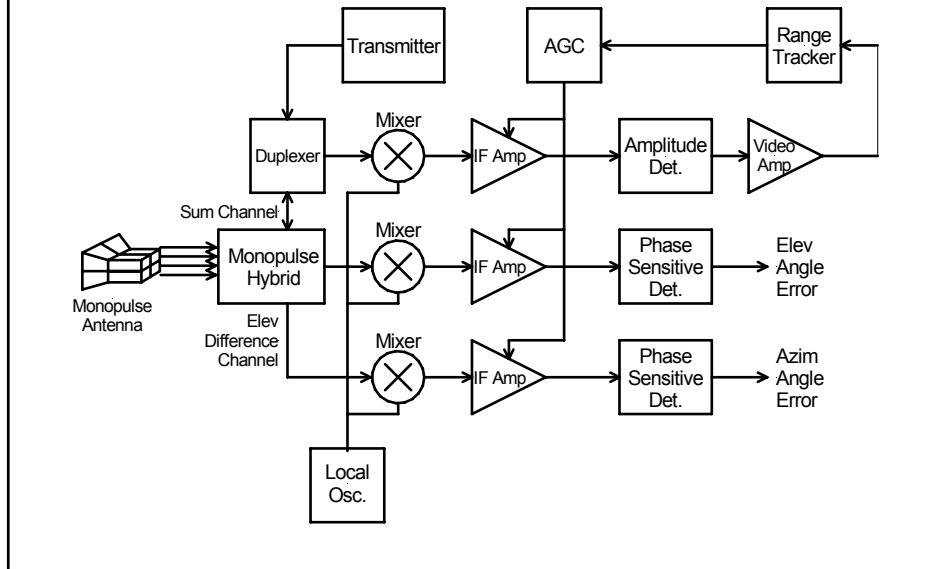 Transmitter
AGC
Range
Tracker
Mixer
Duplexer
IF Amp
Amplitude
Det.
Video
Amp
Sum Channel
Mixer
Monopulse
Hybrid
IF Amp
Phase
Sensitive
Det.
Elev
Angle
Error
Monopulse
Antenna
Elev
Difference
Channel
Mixer
IF Amp
Phase
Sensitive
Det.
Azim
Angle
Error
Local
Osc.